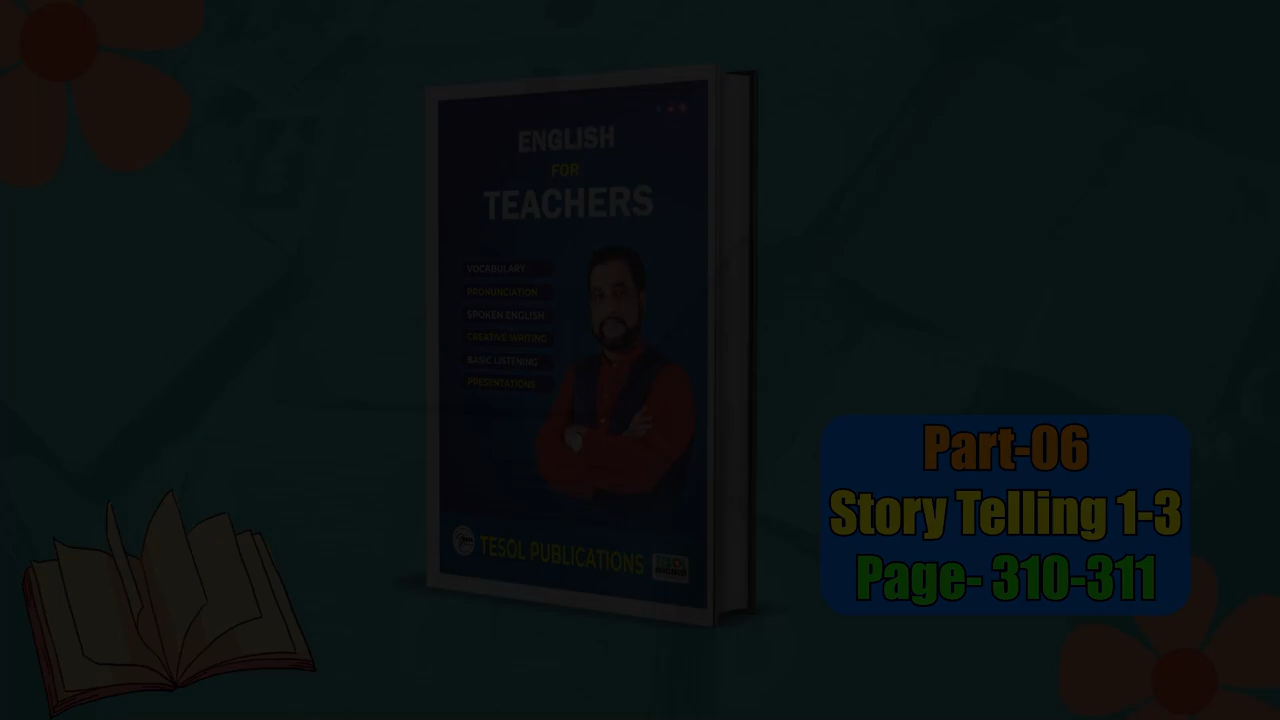 ENGLISH
FOR
TEACHERS
VOCABULARY
PRONUNCIATION
SPOKEN ENGLISH
CREATIVE WRITING
BASIC LISTENING
PRESENTATIONS
TESOL PUBLICATIONS
Part-06
Story Telling 1-3
Page- 310-311